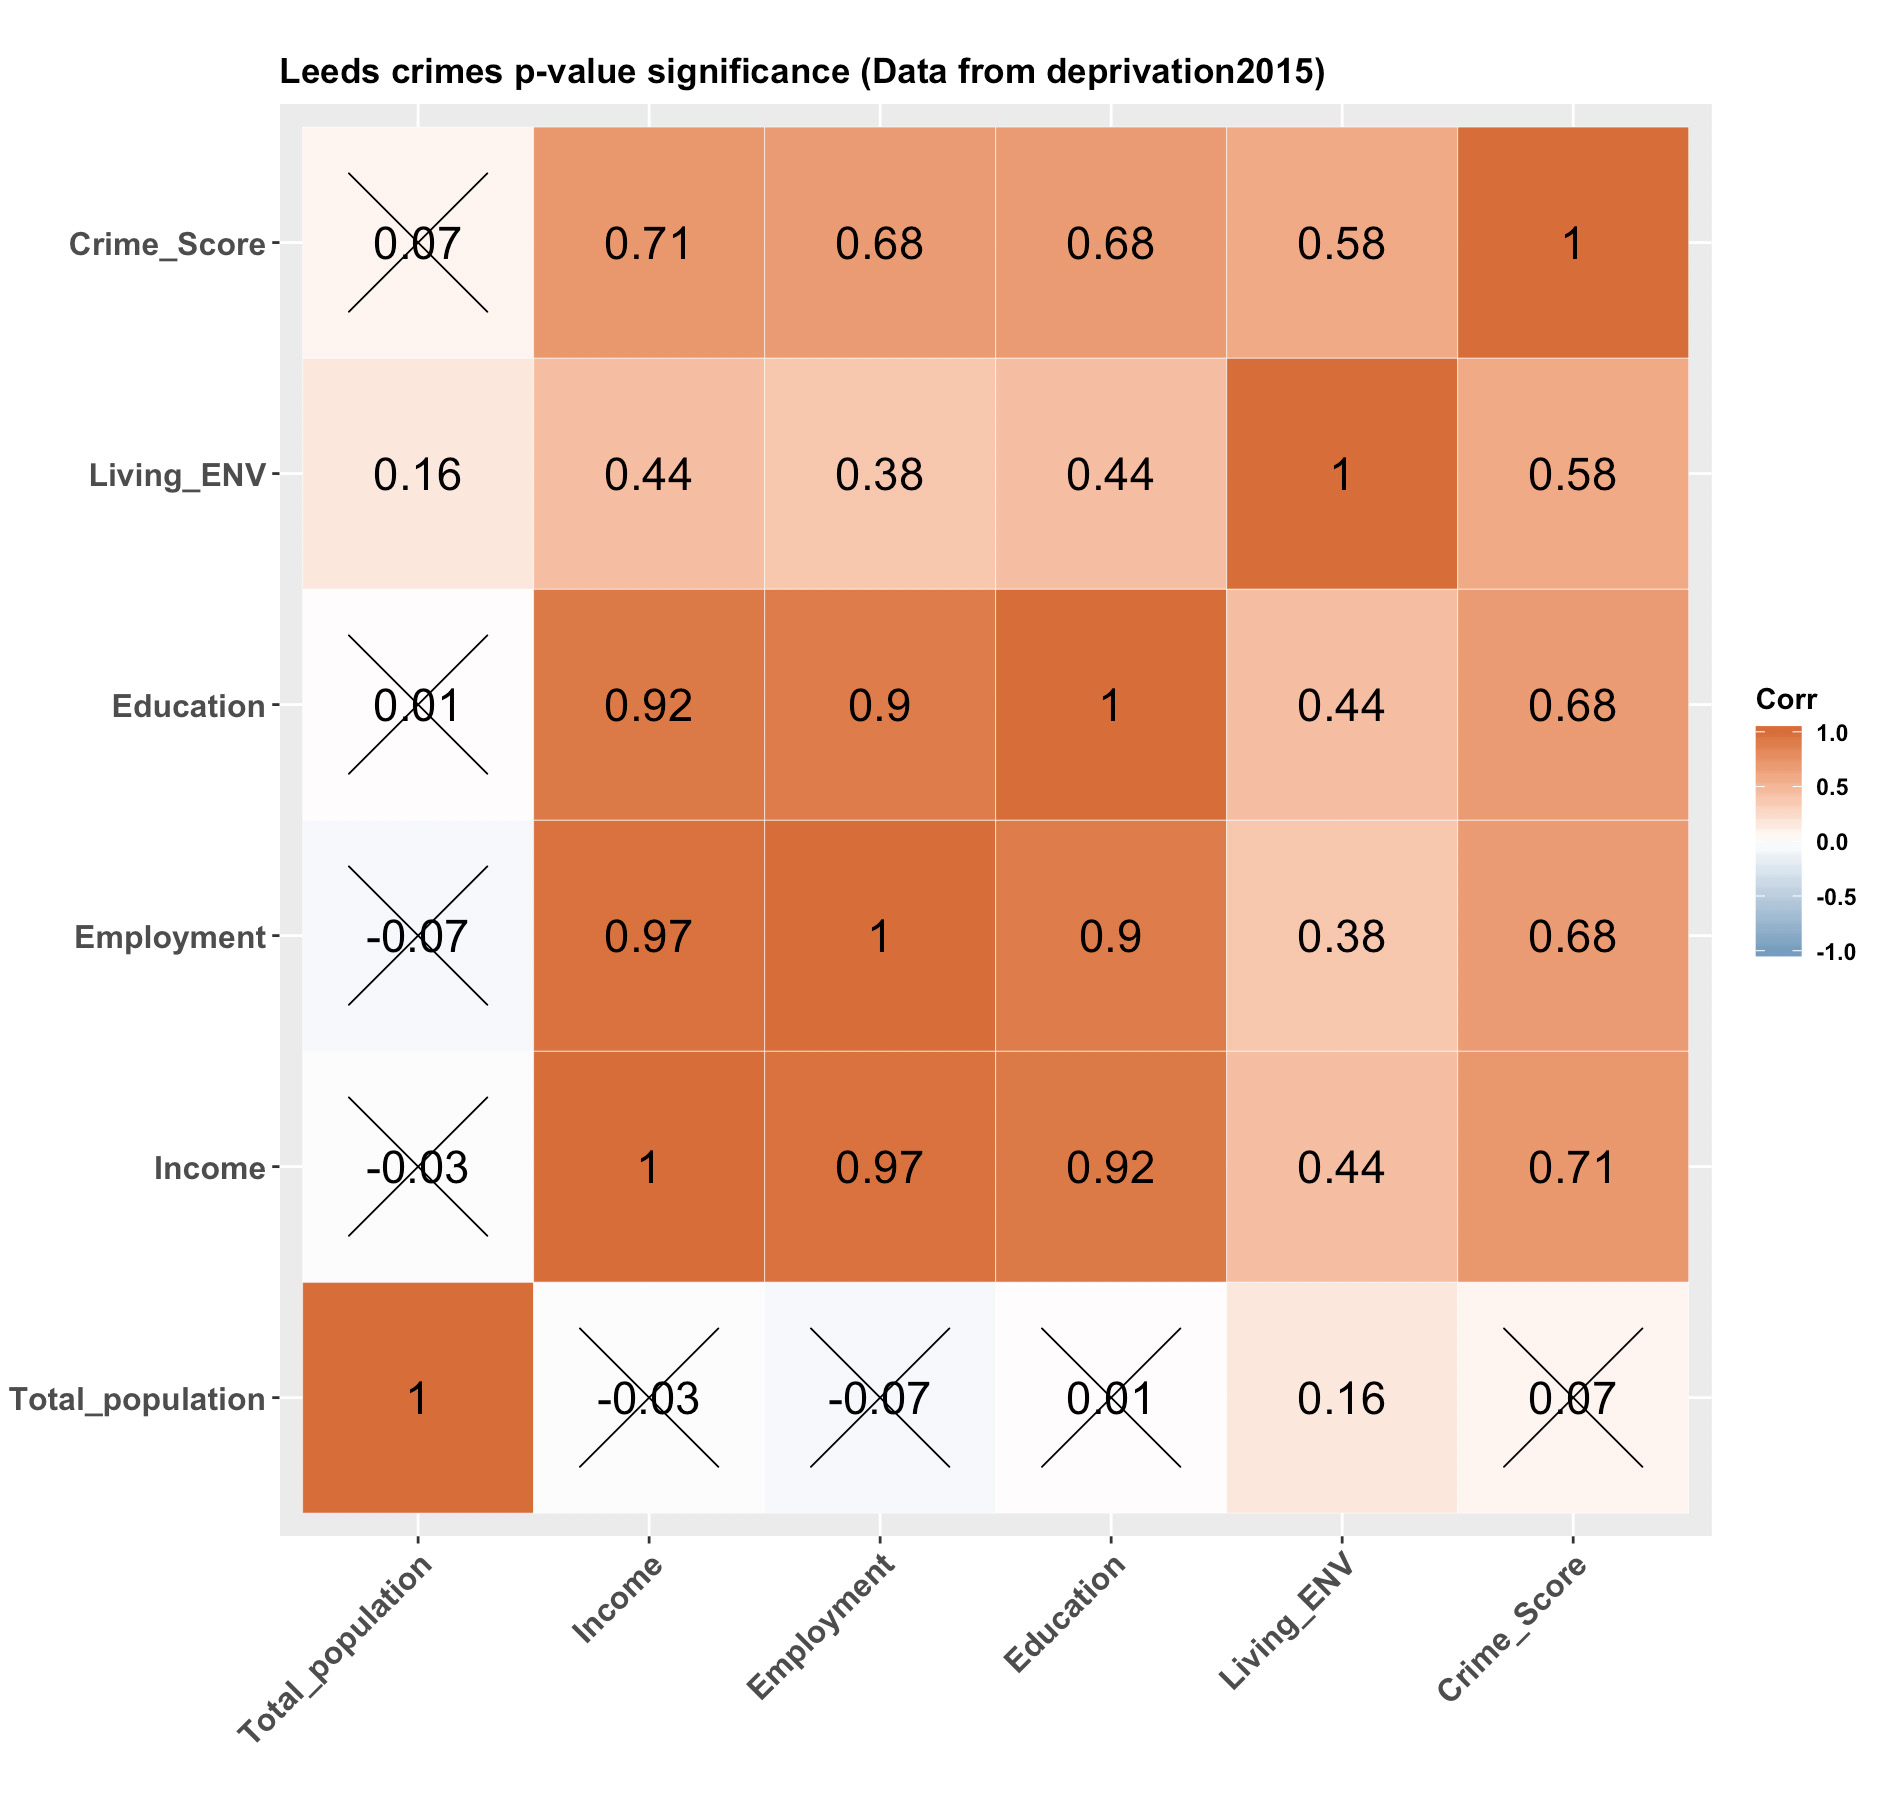 Leeds crimes p-value significance (Data from deprivation2015)
Crime_Score 0.07 0.71 0.68 0.68 0.58 1
Living_ENV 0.16 0.44 0.38 0.44 1 0.58
Education 0.01 0.92 0.9 1 0.44 0.68
Employment -0.07 0.97 1 0.9 0.38 0.68
Income -0.03 1 0.97 0.92 0.44 0.71
Total_population 1 -0.03 -0.07 0.01 0.16 0.07
Total_population Income Employment Education Living_ENV Crime_Score
Corr
1.0
0.5
0.0
-0.5
-1.0